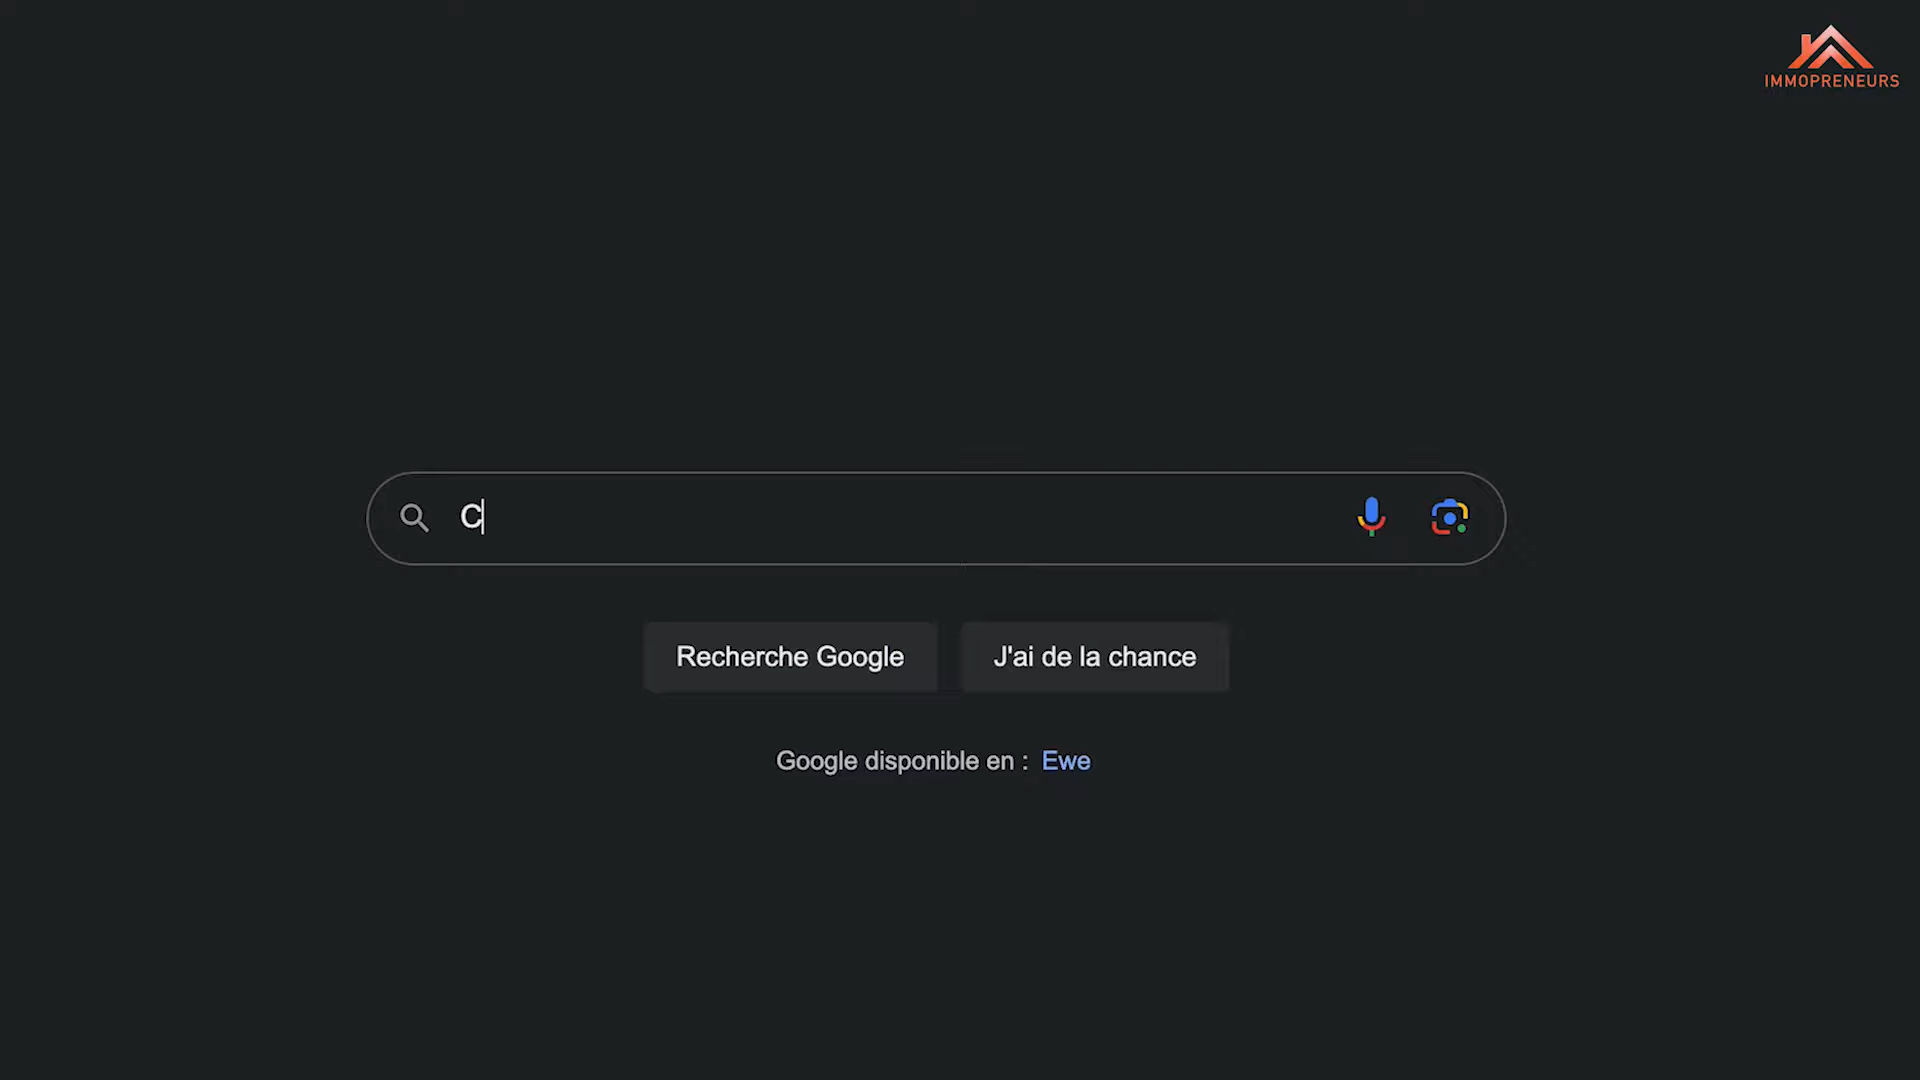 IMMOPRENEURS
C
Recherche Google
J'ai de la chance
Google disponible en : Ewe